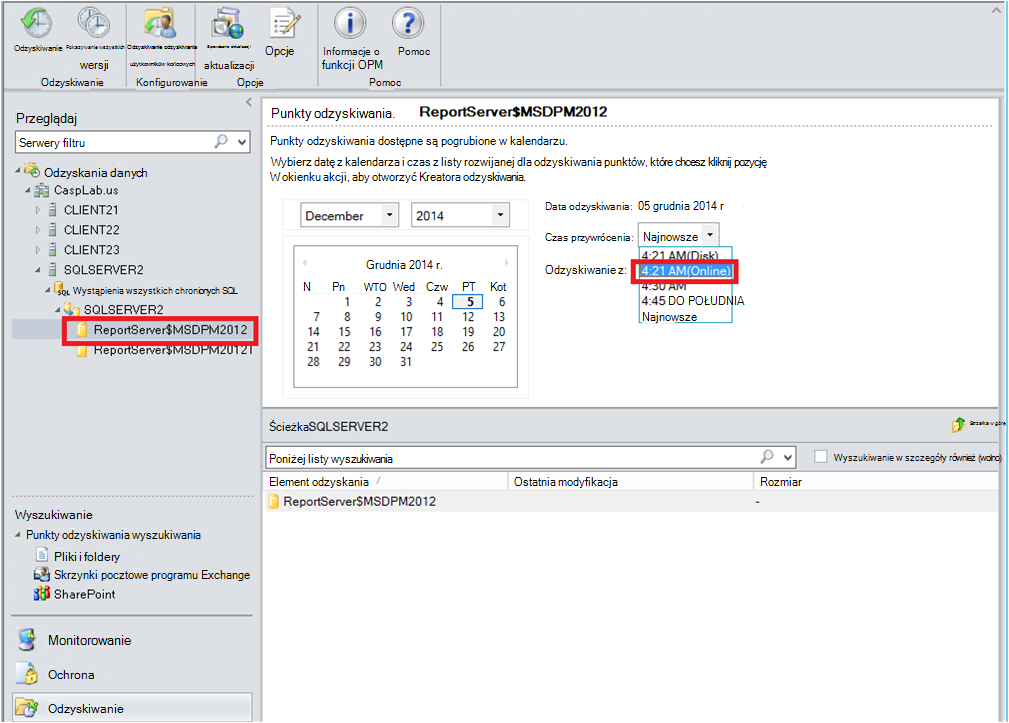 Odzyskiwanie
Pokazywanie wszystkich
wersji
Odzyskiwanie
Odzyskiwanie odzyskiwania
użytkowników końcowych
Konfigurowanie
aktualizacji
Opcje
Opcje
Informacje o
funkcji OPM
Pomoc
Pomoc
Przeglądaj
Serwery filtru
Odzyskania danych
CaspLab.us
CLIENT21
CLIENT22
CLIENT23
SQLSERVER2
Wystąpienia wszystkich chronionych SQL
SQLSERVER2
ReportServer$MSDPM2012
ReportServer$MSDPM2012T
Wyszukiwanie
Punkty odzyskiwania wyszukiwania
Pliki i foldery
Skrzynki pocztowe programu Exchange
SharePoint
Monitorowanie
Ochrona
Odzyskiwanie
Punkty odzyskiwania. ReportServer$MSDPM2012
Punkty odzyskiwania dostępne są pogrubione w kalendarzu.
Wybierz datę z kalendarza i czas z listy rozwijanej dla odzyskiwania punktów, które chcesz kliknij pozycję
W okienku akcji, aby otworzyć Kreatora odzyskiwania.
December 2014
Grudnia 2014 r.
N Pn WTO Wed Czw PT Kot
1 2 3 4 5 6
7 8 9 10 11 12 13
14 15 16 17 18 19 20
21 22 23 24 25 26 27
28 29 30 31
Data odzyskiwania: 05 grudnia 2014 r
Czas przywrócenia: Najnowsze
Odzyskiwanie z:
4:21 AM(Disk)
4:21 AM(Online)
4:30 AM
4:45 DO POŁUDNIA
Najnowsze
ŚcieżkaSQLSERVER2
Strzałka w górę
Poniżej listy wyszukiwania
Wyszukiwanie w szczegóły również (wolno)
Element odzyskania / Ostatnia modyfikacja Rozmiar
ReportServer$MSDPM2012 -